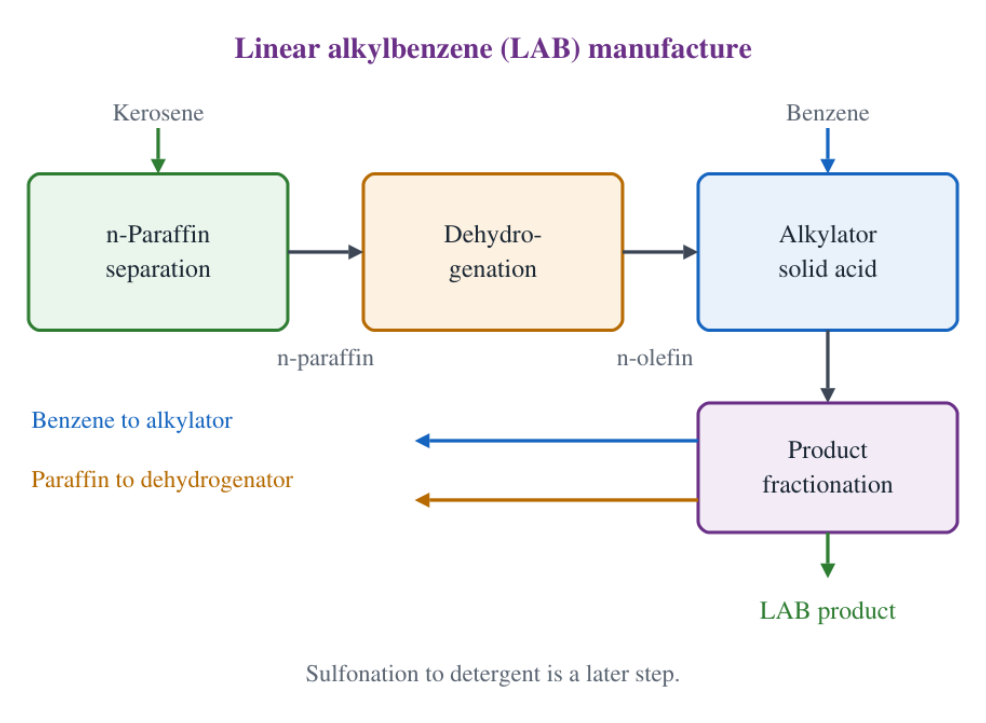 Linear alkylbenzene (LAB) manufacture
Kerosene
Benzene
n-Paraffin
separation
Dehydro-
genation
Alkylator
solid acid
n-paraffin
n-olefin
Benzene to alkylator
Paraffin to dehydrogenator
Product
fractionation
LAB product
Sulfonation to detergent is a later step.